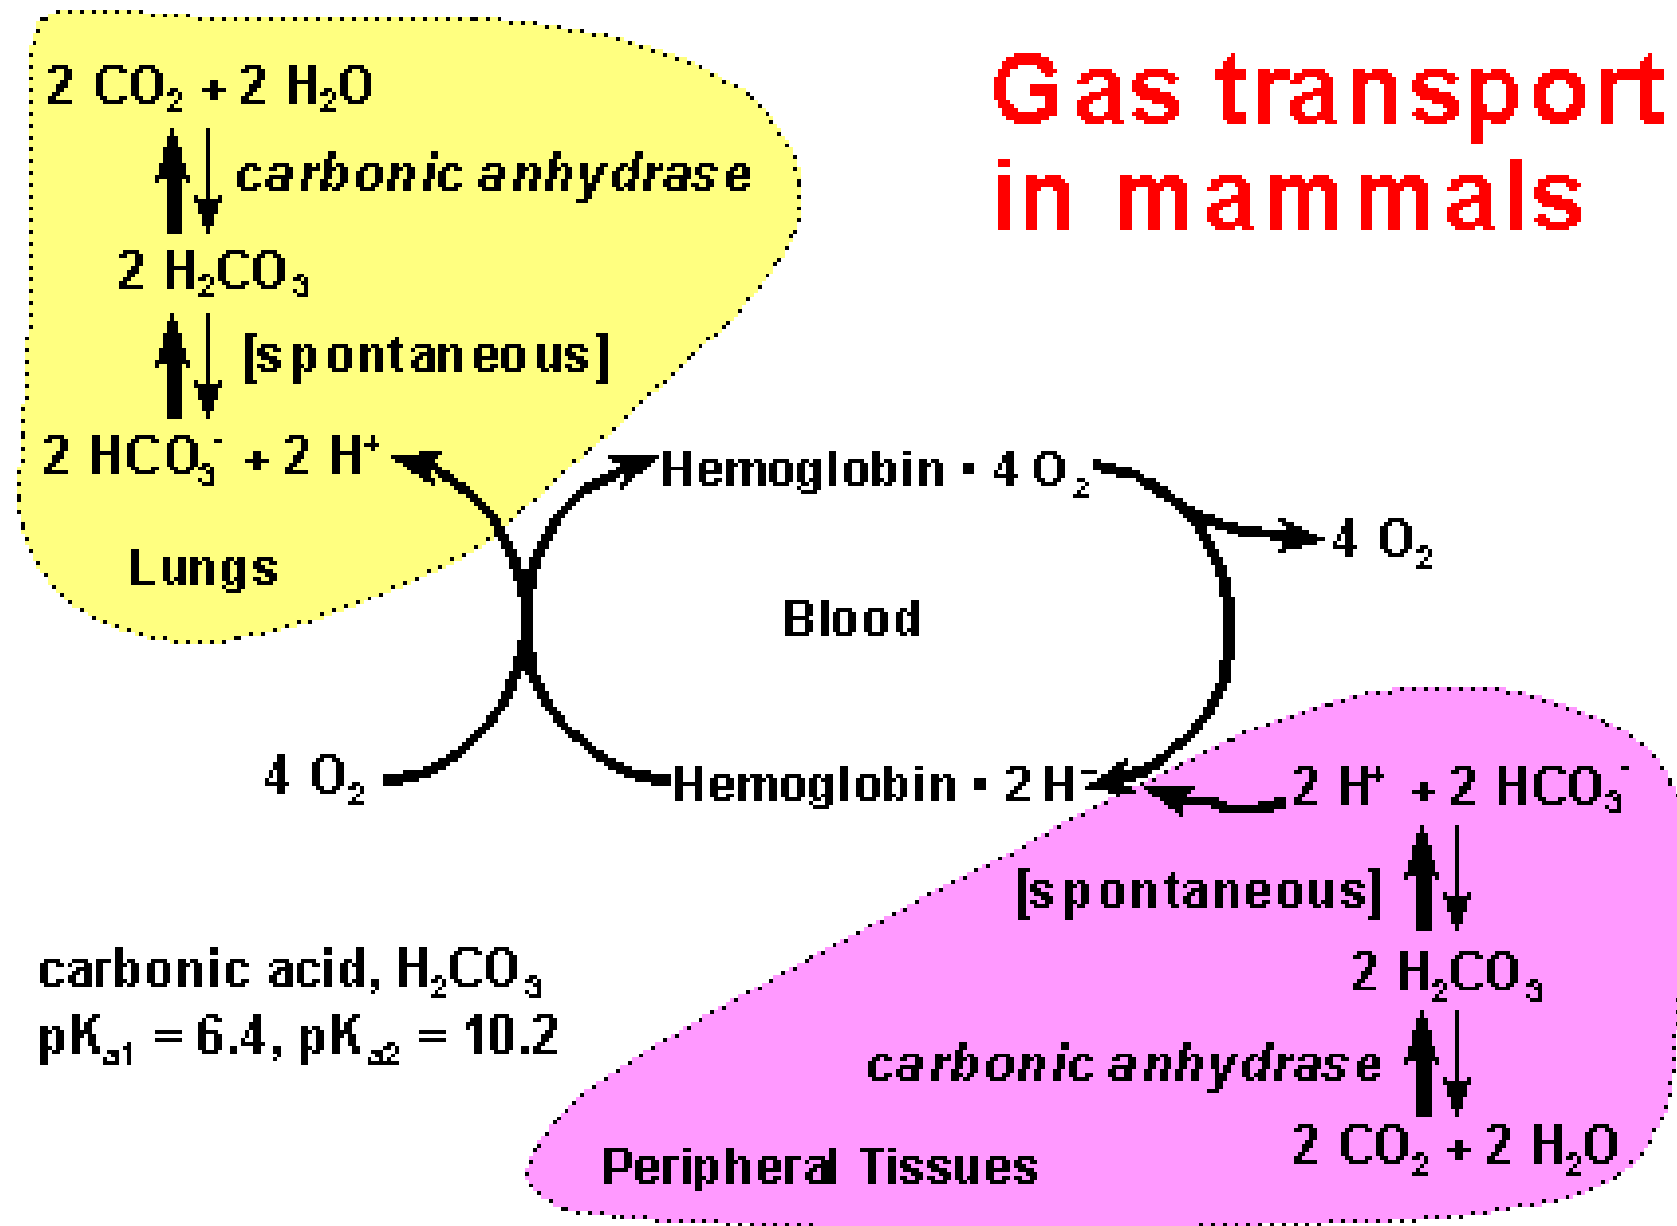 Gas transport
in mammals
2 CO₂ + 2 H₂O
carbonic anhydrase
2 H₂CO₃
[spontaneous]
2 HCO₃⁻ + 2 H⁺
Lungs
Hemoglobin · 4 O₂
4 O₂
Blood
4 O₂
Hemoglobin · 2 H
2 H⁺ + 2 HCO₃⁻
[spontaneous]
2 H₂CO₃
carbonic anhydrase
2 CO₂ + 2 H₂O
Peripheral Tissues
carbonic acid, H₂CO₃
pKₐ₁ = 6.4, pKₐ₂ = 10.2